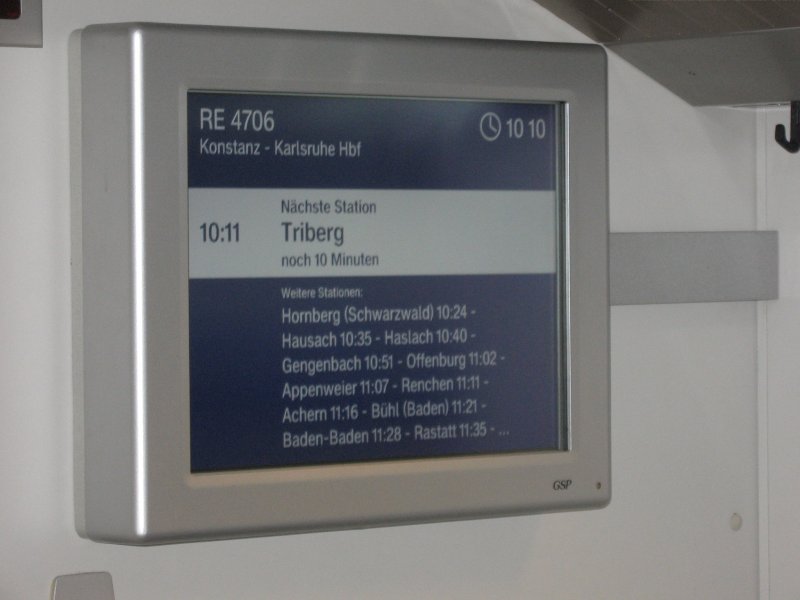 RE 4706
10 10
Konstanz - Karlsruhe Hbf
Nächste Station
10:11 Triberg
noch 10 Minuten
Weitere Stationen:
Hornberg (Schwarzwald) 10:24 -
Hausach 10:35 - Haslach 10:40 -
Gengenbach 10:51 - Offenburg 11:02 -
Appenweier 11:07 - Renchen 11:11 -
Achern 11:16 - Bühl (Baden) 11:21 -
Baden-Baden 11:28 - Rastatt 11:35 - ...
GSP